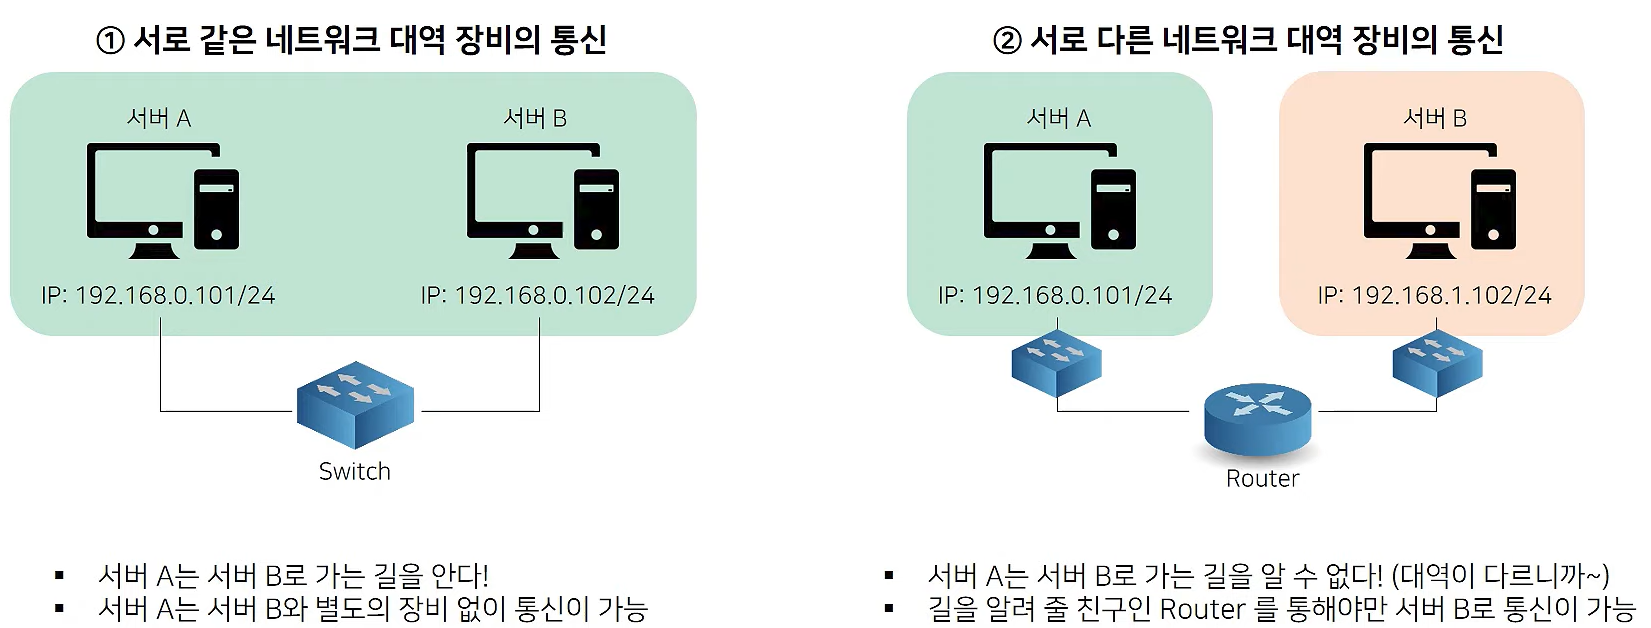 ① 서로 같은 네트워크 대역 장비의 통신
서버 A
서버 B
IP: 192.168.0.101/24
IP: 192.168.0.102/24
Switch
▪ 서버 A는 서버 B로 가는 길을 안다!
▪ 서버 A는 서버 B와 별도의 장비 없이 통신이 가능
② 서로 다른 네트워크 대역 장비의 통신
서버 A
서버 B
IP: 192.168.0.101/24
IP: 192.168.1.102/24
Router
▪ 서버 A는 서버 B로 가는 길을 알 수 없다! (대역이 다르니까~)
▪ 길을 알려 줄 친구인 Router 를 통해야만 서버 B로 통신이 가능